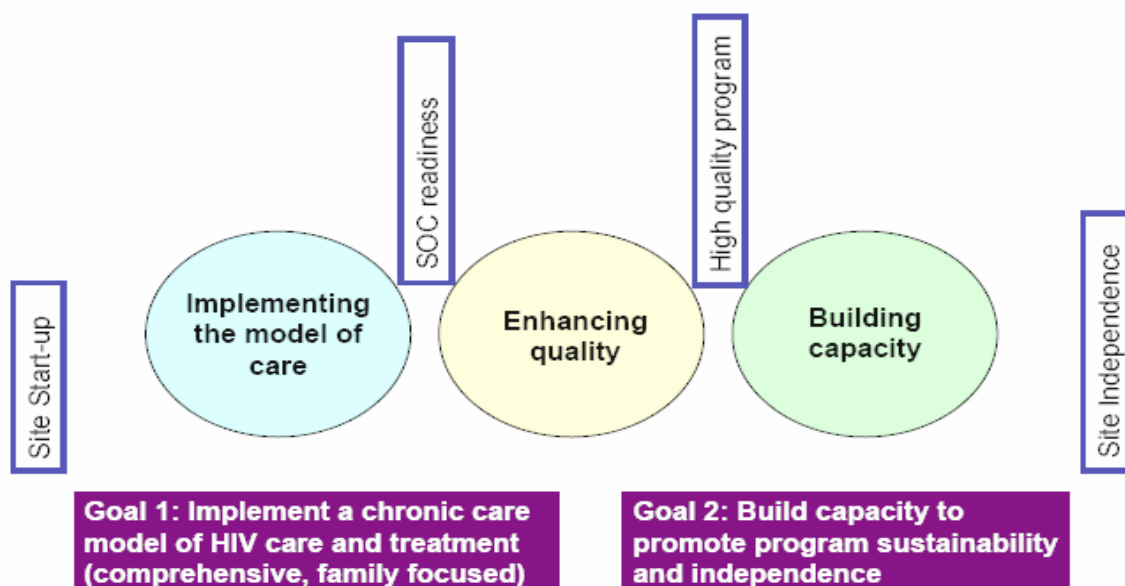 Site Start-up
Implementing
the model of
care
SOC readiness
Enhancing
quality
High quality program
Building
capacity
Site Independence
Goal 1: Implement a chronic care
model of HIV care and treatment
(comprehensive, family focused)
Goal 2: Build capacity to
promote program sustainability
and independence